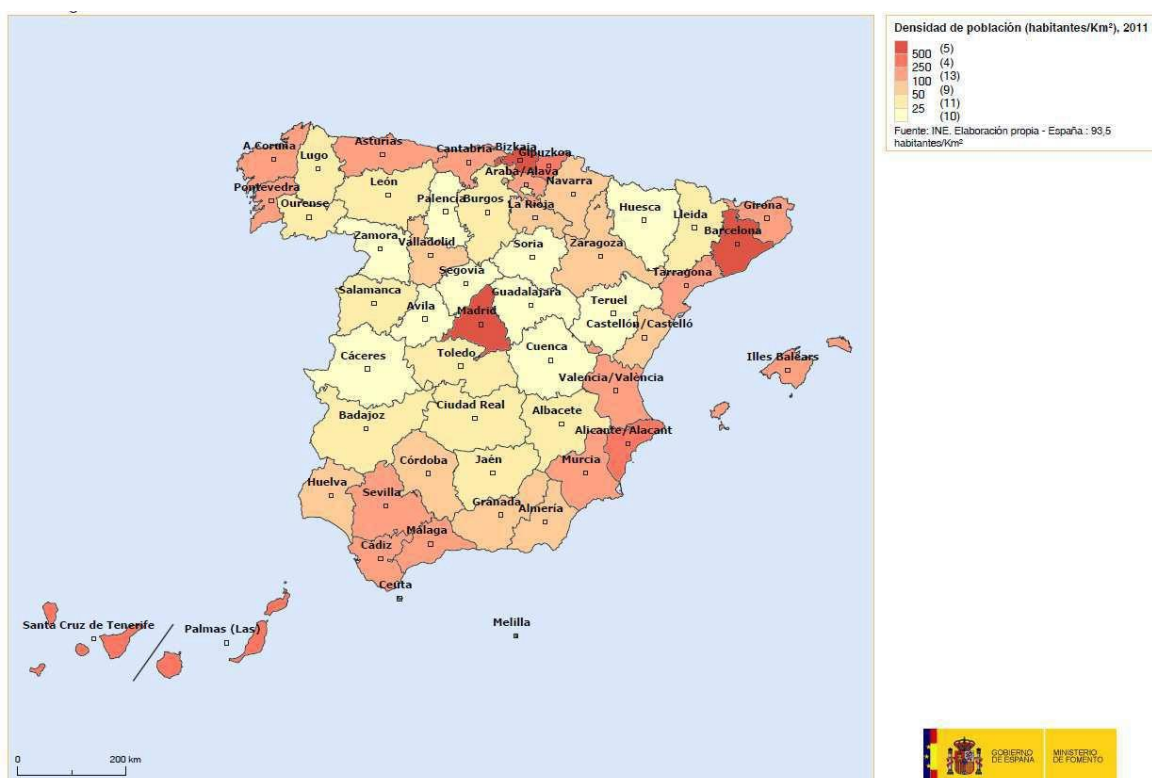 Densidad de población (habitantes/Km²), 2011
(5)
500
(4)
250
(13)
100
(9)
50
(11)
25
(10)
Fuente: INE. Elaboración propia - España : 93,5
habitantes/Km²
A Coruña
Lugo
Asturias
Cantabria
Bizkaia
Gipuzkoa
Araba/Álava
Navarra
Pontevedra
Ourense
León
Palencia
Burgos
La Rioja
Huesca
Lleida
Girona
Barcelona
Zamora
Valladolid
Soria
Zaragoza
Tarragona
Segovia
Salamanca
Avila
Madrid
Guadalajara
Teruel
Castellón/Castelló
Cáceres
Toledo
Cuenca
Illes Balears
Valencia/València
Badajoz
Ciudad Real
Albacete
Alicante/Alacant
Córdoba
Jaén
Murcia
Huelva
Sevilla
Granada
Almería
Málaga
Cádiz
Ceuta
Melilla
Santa Cruz de Tenerife
Palmas (Las)
0 200 km
GOBIERNO
DE ESPAÑA
MINISTERIO
DE FOMENTO